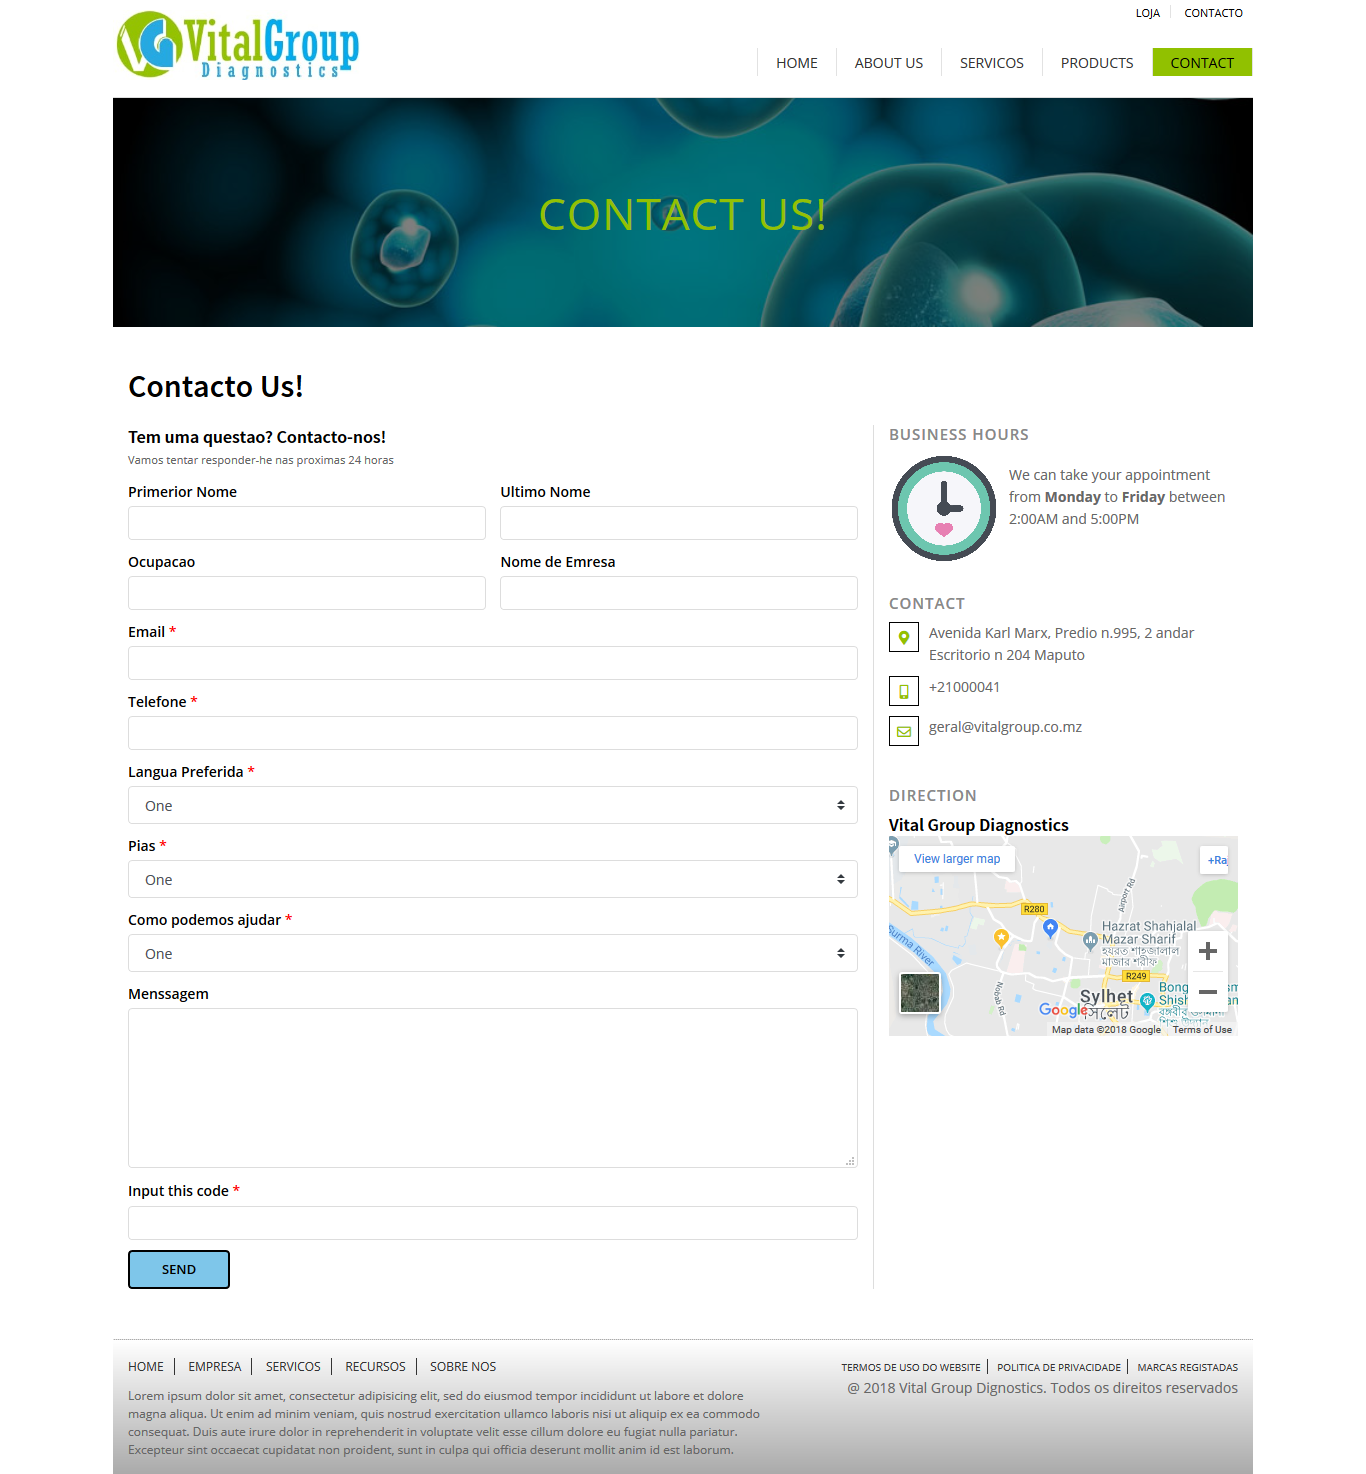 LOJA
CONTACTO
VitalGroup
Diagnostics
HOME
ABOUT US
SERVICOS
PRODUCTS
CONTACT
CONTACT US!
Contacto Us!
Tem uma questao? Contacto-nos!
Vamos tentar responder-he nas proximas 24 horas
Primerior Nome
Ultimo Nome
Ocupacao
Nome de Emresa
Email *
Telefone *
Langua Preferida *
One
Pias *
One
Como podemos ajudar *
One
Menssagem
Input this code *
SEND
BUSINESS HOURS
We can take your appointment
from Monday to Friday between
2:00AM and 5:00PM
CONTACT
Avenida Karl Marx, Predio n.995, 2 andar
Escritorio n 204 Maputo
+21000041
geral@vitalgroup.co.mz
DIRECTION
Vital Group Diagnostics
View larger map
+Ra
Airport Rd
R280
Hazrat Shahjalal
Mazar Sharif
হযরত শাহজালাল
মাজার শরীফ
Surma River
R249
Nobab Rd
Sylhet
সিলেট
Google
Map data ©2018 Google
Terms of Use
HOME
EMPRESA
SERVICOS
RECURSOS
SOBRE NOS
Lorem ipsum dolor sit amet, consectetur adipisicing elit, sed do eiusmod tempor incididunt ut labore et dolore
magna aliqua. Ut enim ad minim veniam, quis nostrud exercitation ullamco laboris nisi ut aliquip ex ea commodo
consequat. Duis aute irure dolor in reprehenderit in voluptate velit esse cillum dolore eu fugiat nulla pariatur.
Excepteur sint occaecat cupidatat non proident, sunt in culpa qui officia deserunt mollit anim id est laborum.
TERMOS DE USO DO WEBSITE
POLITICA DE PRIVACIDADE
MARCAS REGISTADAS
@ 2018 Vital Group Dignostics. Todos os direitos reservados